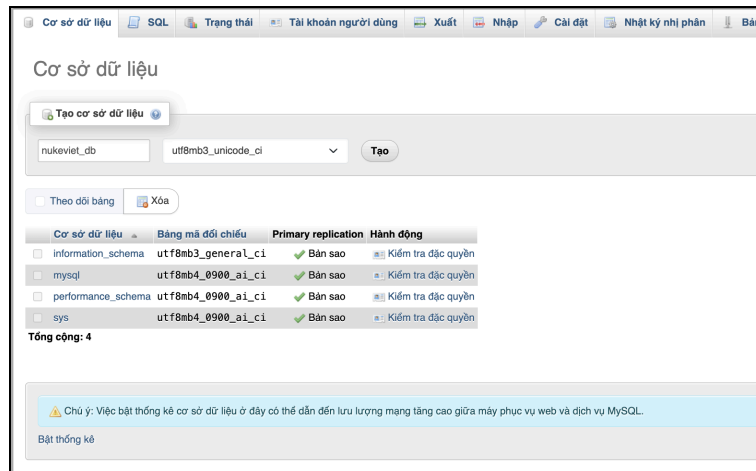 Cơ sở dữ liệu SQL Trạng thái Tài khoản người dùng Xuất Nhập Cài đặt Nhật ký nhị phân
Cơ sở dữ liệu
Tạo cơ sở dữ liệu
nukeviet_db utf8mb3_unicode_ci Tạo
Theo dõi bảng Xóa
Cơ sở dữ liệu Bảng mã đối chiếu Primary replication Hành động
information_schema utf8mb3_general_ci Bản sao Kiểm tra đặc quyền
mysql utf8mb4_0900_ai_ci Bản sao Kiểm tra đặc quyền
performance_schema utf8mb4_0900_ai_ci Bản sao Kiểm tra đặc quyền
sys utf8mb4_0900_ai_ci Bản sao Kiểm tra đặc quyền
Tổng cộng: 4
Chú ý: Việc bật thống kê cơ sở dữ liệu ở đây có thể dẫn đến lưu lượng mạng tăng cao giữa máy phục vụ web và dịch vụ MySQL.
Bật thống kê